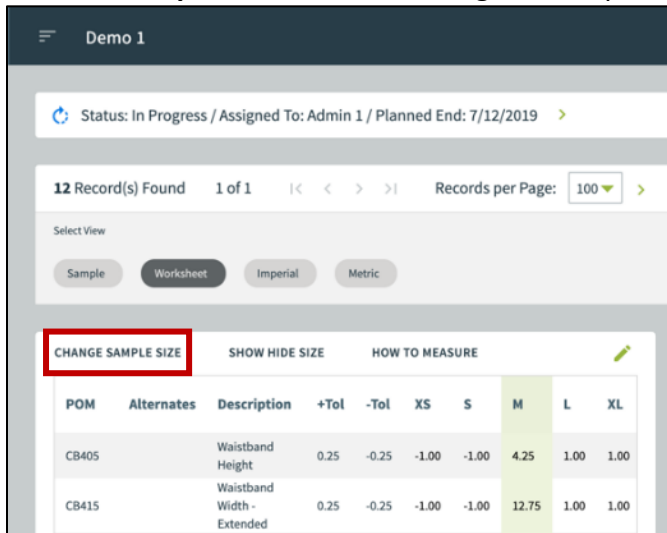 Demo 1
Status: In Progress / Assigned To: Admin 1 / Planned End: 7/12/2019
12 Record(s) Found 1 of 1 Records per Page: 100
Select View
Sample Worksheet Imperial Metric
CHANGE SAMPLE SIZE SHOW HIDE SIZE HOW TO MEASURE
POM Alternates Description +Tol -Tol XS S M L XL
CB405 Waistband Height 0.25 -0.25 -1.00 -1.00 4.25 1.00 1.00
CB415 Waistband Width - Extended 0.25 -0.25 -1.00 -1.00 12.75 1.00 1.00